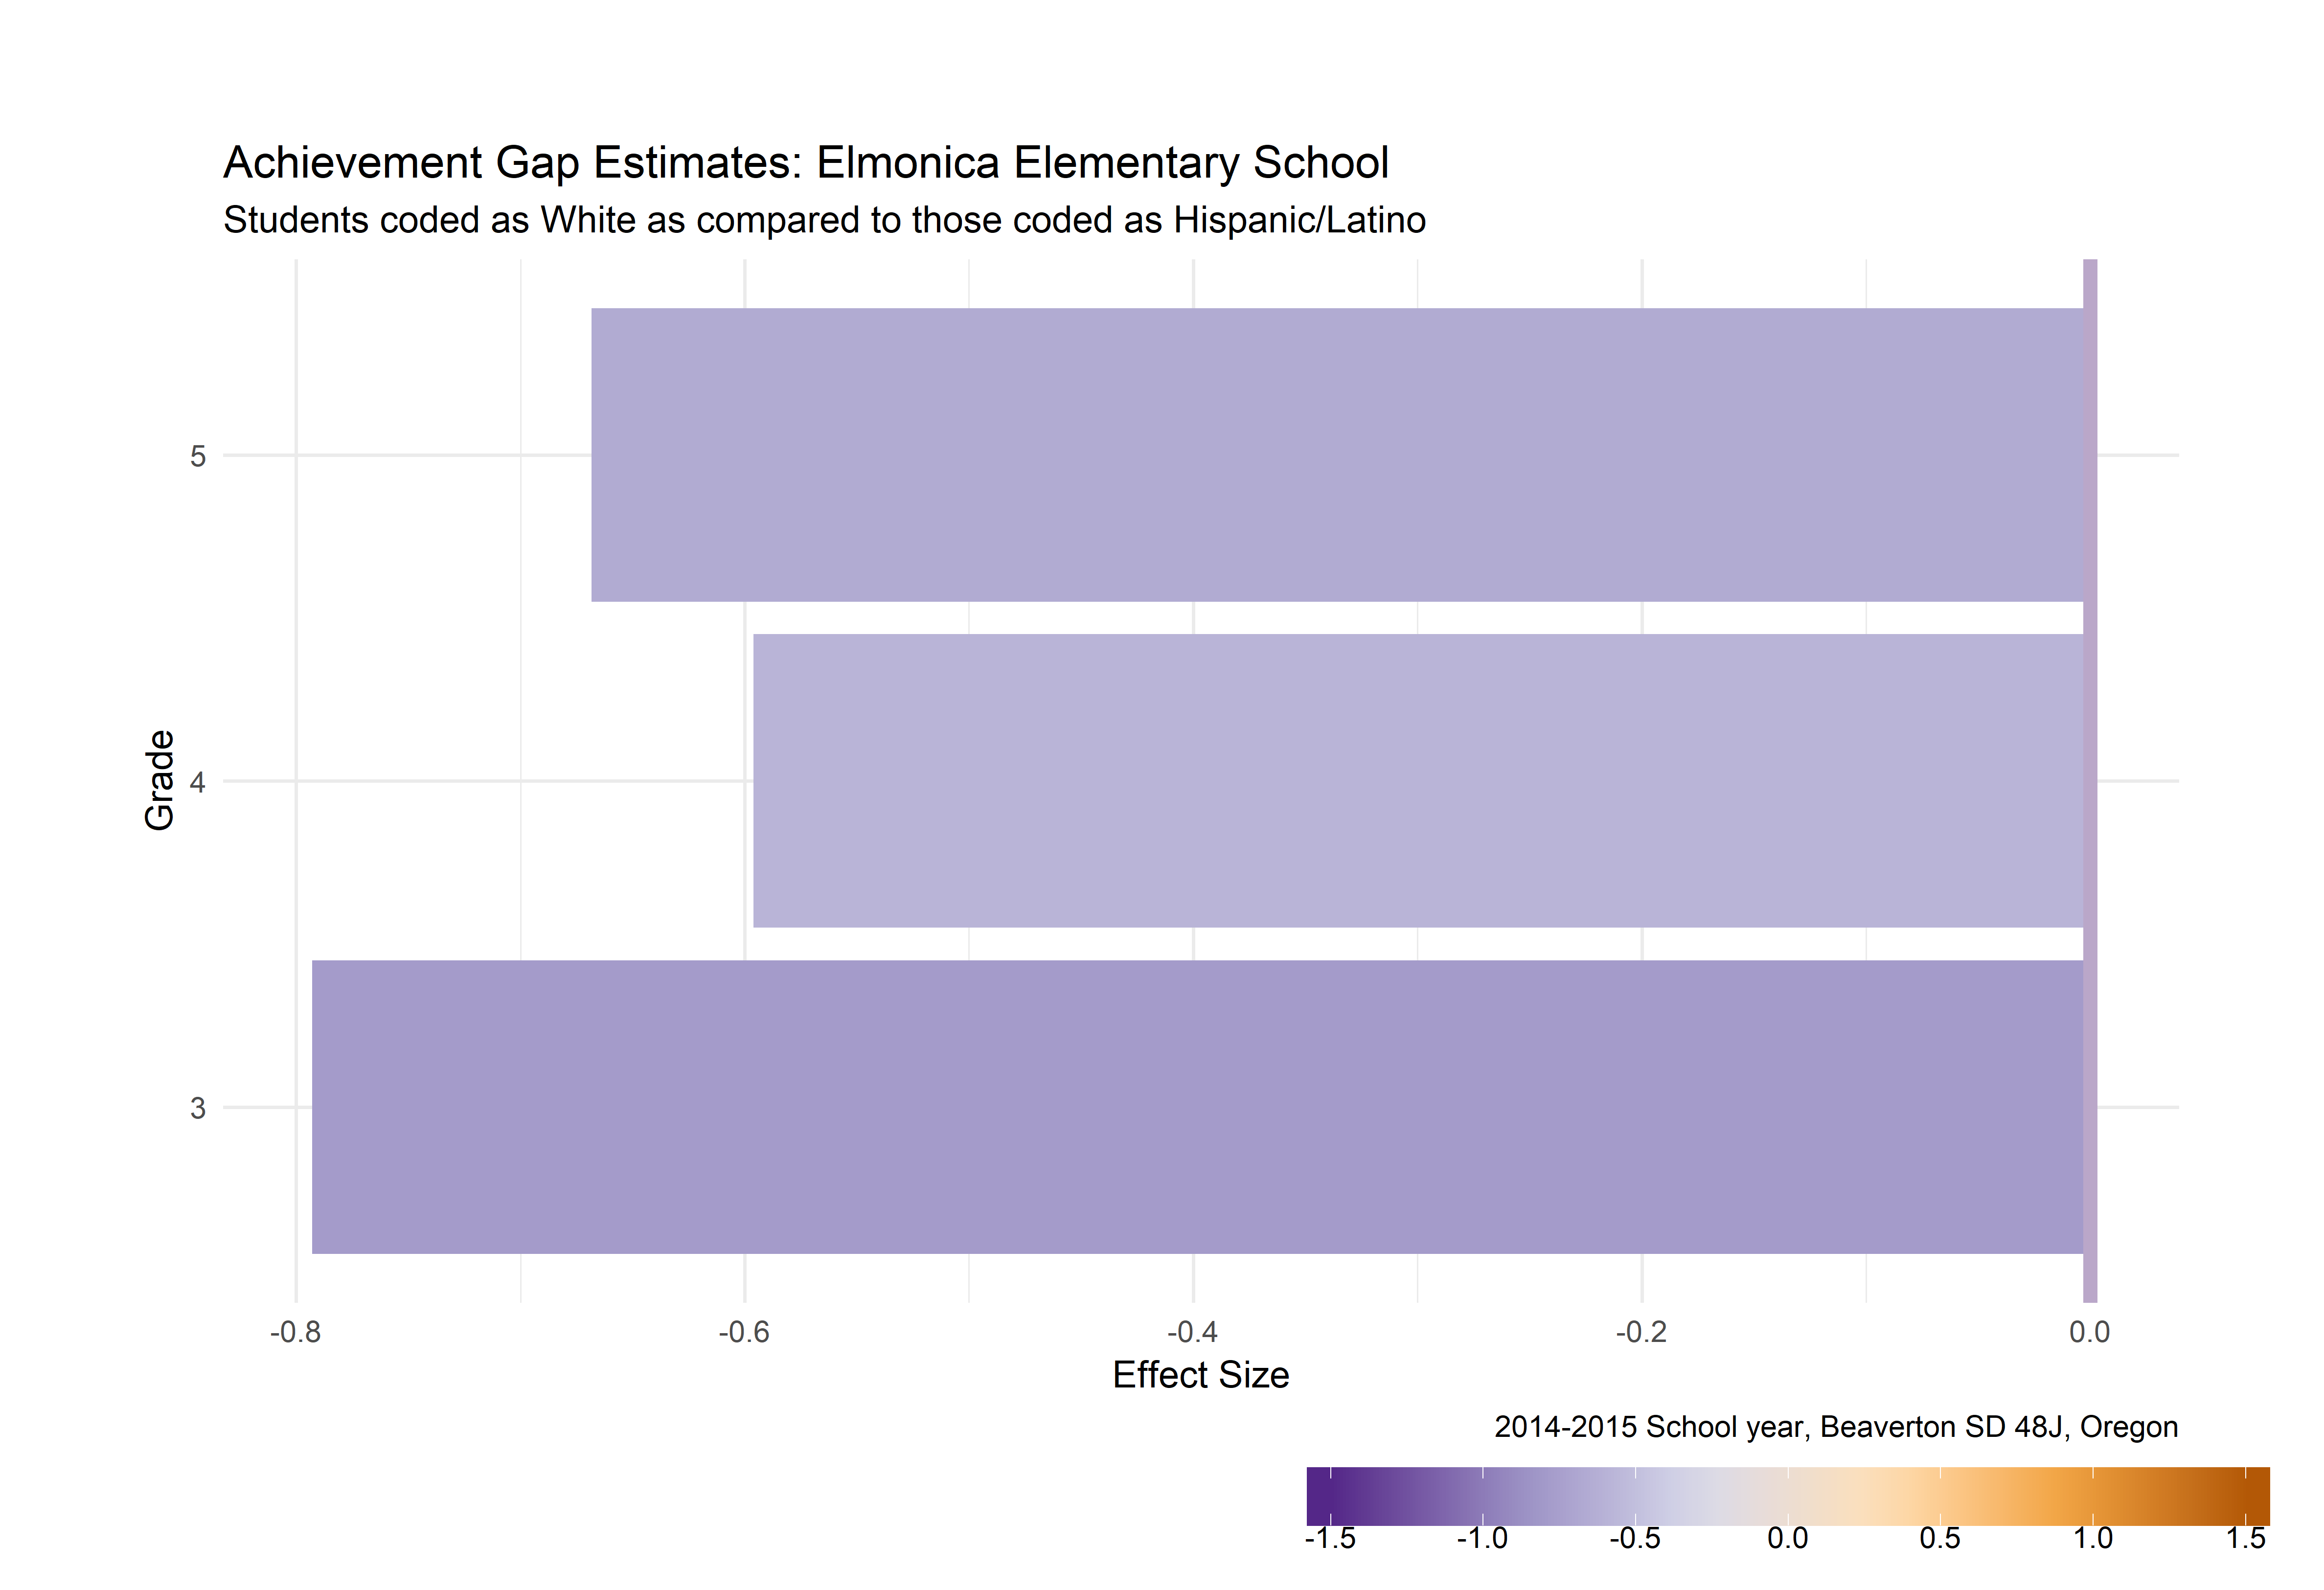 Achievement Gap Estimates: Elmonica Elementary School
Students coded as White as compared to those coded as Hispanic/Latino
5
4
3
Grade
-0.8 -0.6 -0.4 -0.2 0.0
Effect Size
2014-2015 School year, Beaverton SD 48J, Oregon
-1.5 -1.0 -0.5 0.0 0.5 1.0 1.5